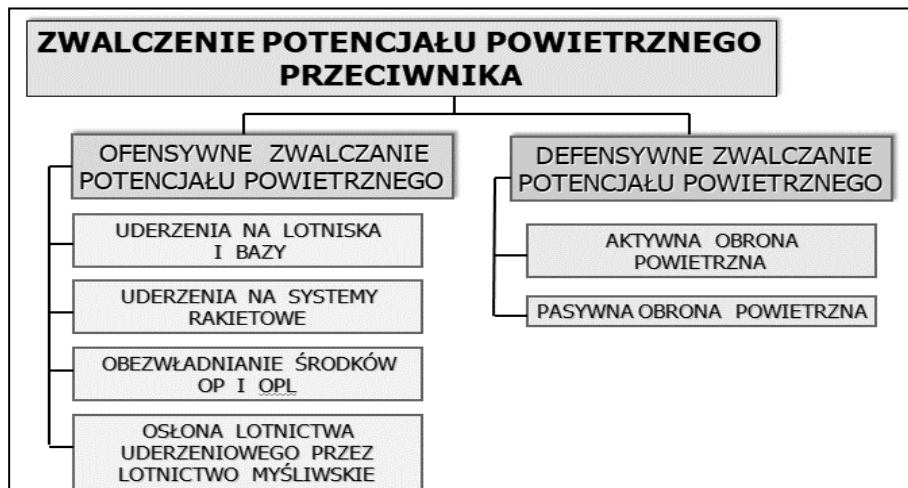 ZWALCZENIE POTENCJAŁU POWIETRZNEGO
PRZECIWNIKA
OFENSYWNE ZWALCZANIE
POTENCJAŁU POWIETRZNEGO
UDERZENIA NA LOTNISKA
I BAZY
UDERZENIA NA SYSTEMY
RAKIETOWE
OBEZWŁADNIANIE ŚRODKÓW
OP I OPL
OSŁONA LOTNICTWA
UDERZENIOWEGO PRZEZ
LOTNICTWO MYŚLIWSKIE
DEFENSYWNE ZWALCZANIE
POTENCJAŁU POWIETRZNEGO
AKTYWNA OBRONA
POWIETRZNA
PASYWNA OBRONA POWIETRZNA